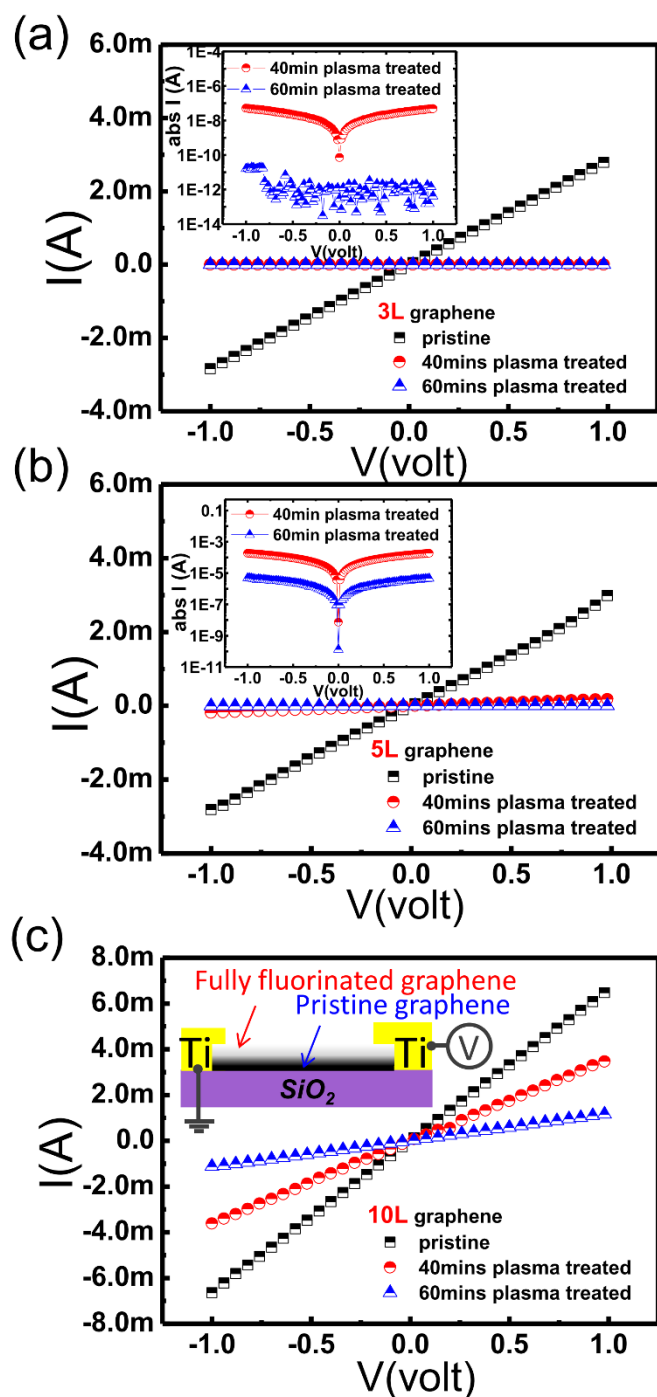 (a)
6.0m
4.0m
2.0m
0.0
-2.0m
-4.0m
I(A)
-1.0 -0.5 0.0 0.5 1.0
V(volt)
1E-4
1E-6
1E-8
1E-10
1E-12
1E-14
abs I (A)
40min plasma treated
60min plasma treated
-1.0 -0.5 0.0 0.5 1.0
V(volt)
3L graphene
pristine
40mins plasma treated
60mins plasma treated
(b)
6.0m
4.0m
2.0m
0.0
-2.0m
-4.0m
I(A)
-1.0 -0.5 0.0 0.5 1.0
V(volt)
0.1
1E-3
1E-5
1E-7
1E-9
1E-11
abs I (A)
40min plasma treated
60min plasma treated
-1.0 -0.5 0.0 0.5 1.0
V(volt)
5L graphene
pristine
40mins plasma treated
60mins plasma treated
(c)
8.0m
6.0m
4.0m
2.0m
0.0
-2.0m
-4.0m
-6.0m
-8.0m
I(A)
-1.0 -0.5 0.0 0.5 1.0
V(volt)
Fully fluorinated graphene
Pristine graphene
Ti
Ti
V
SiO2
10L graphene
pristine
40mins plasma treated
60mins plasma treated